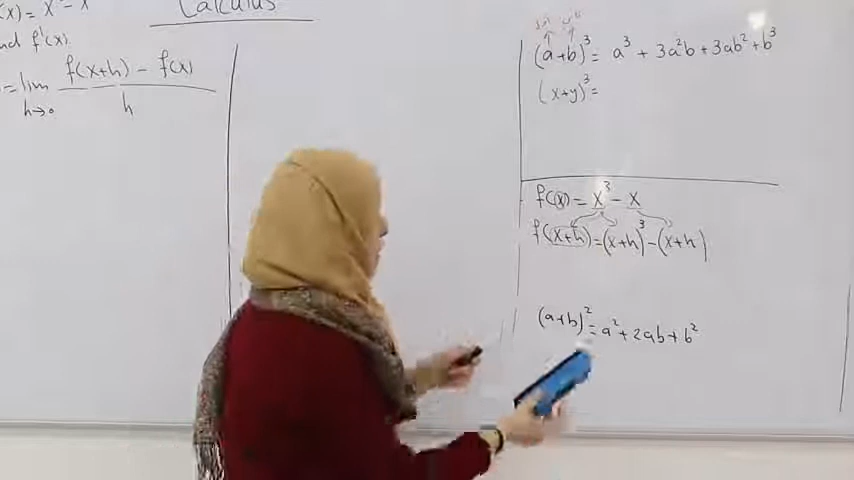 Calculus
(x) = x³ - x
nd f'(x)
= lim h→0 f(x+h) - f(x) / h
(a+b)³ = a³ + 3a²b + 3ab² + b³
(x+y)³ =
f(x) = x³ - x
f(x+h) = (x+h)³ - (x+h)
(a+b)² = a² + 2ab + b²